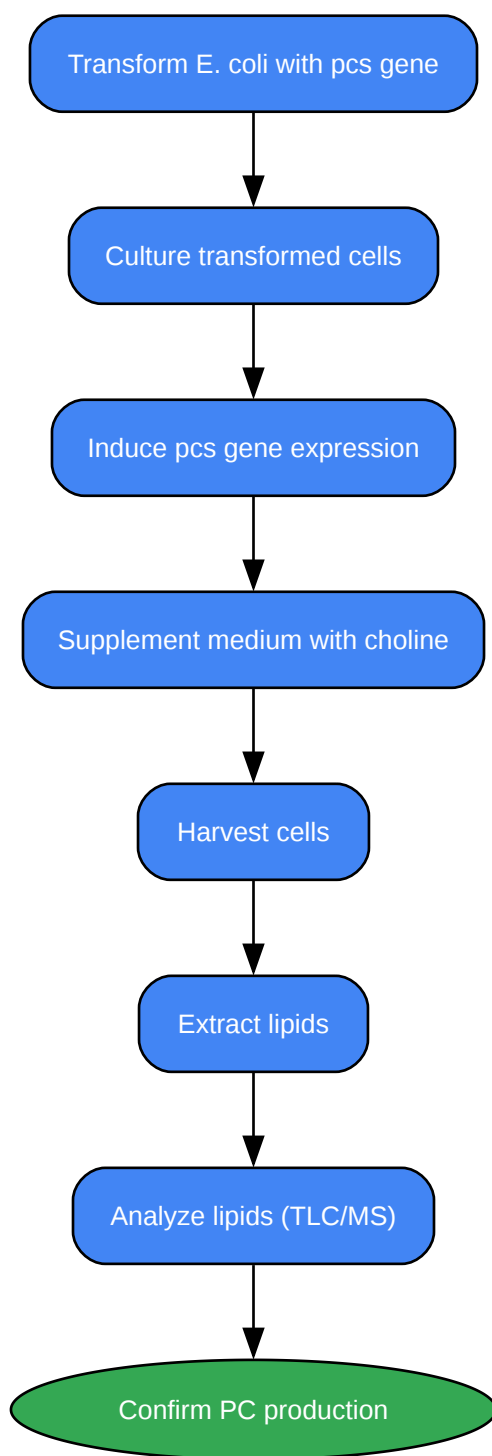 Transform E. coli with pcs gene
Culture transformed cells
Induce pcs gene expression
Supplement medium with choline
Harvest cells
Extract lipids
Analyze lipids (TLC/MS)
Confirm PC production